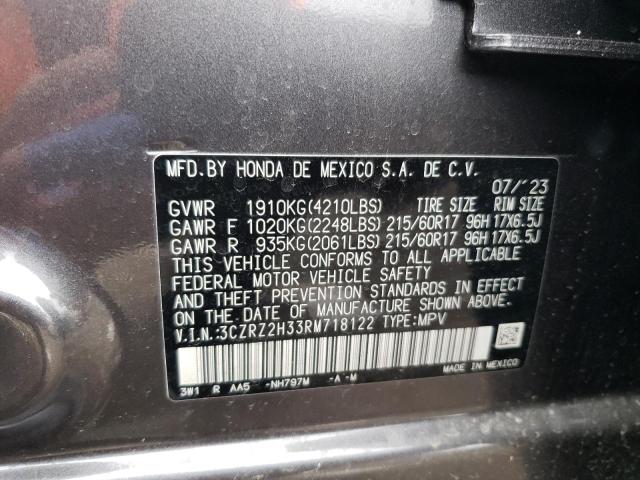 MFD.BY HONDA DE MEXICO S.A. DE C.V.
07/'23
GVWR 1910KG(4210LBS) TIRE SIZE RIM SIZE
GAWR F 1020KG(2248LBS) 215/60R17 96H 17X6.5J
GAWR R 935KG(2061LBS) 215/60R17 96H 17X6.5J
THIS VEHICLE CONFORMS TO ALL APPLICABLE
FEDERAL MOTOR VEHICLE SAFETY
AND THEFT PREVENTION STANDARDS IN EFFECT
ON THE DATE OF MANUFACTURE SHOWN ABOVE.
V.I.N.:3CZRZ2H33RM718122 TYPE:MPV
3W1 R AA5 -NH797M -A -M
MADE IN MEXICO